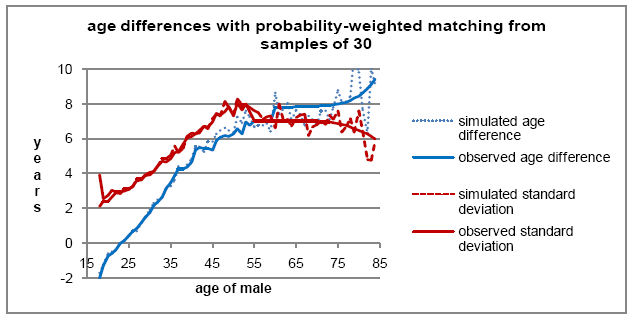 age differences with probability-weighted matching from
samples of 30
10
8
6
4
2
0
-2
years
15 25 35 45 55 65 75 85
age of male
simulated age
difference
observed age difference
simulated standard
deviation
observed standard
deviation